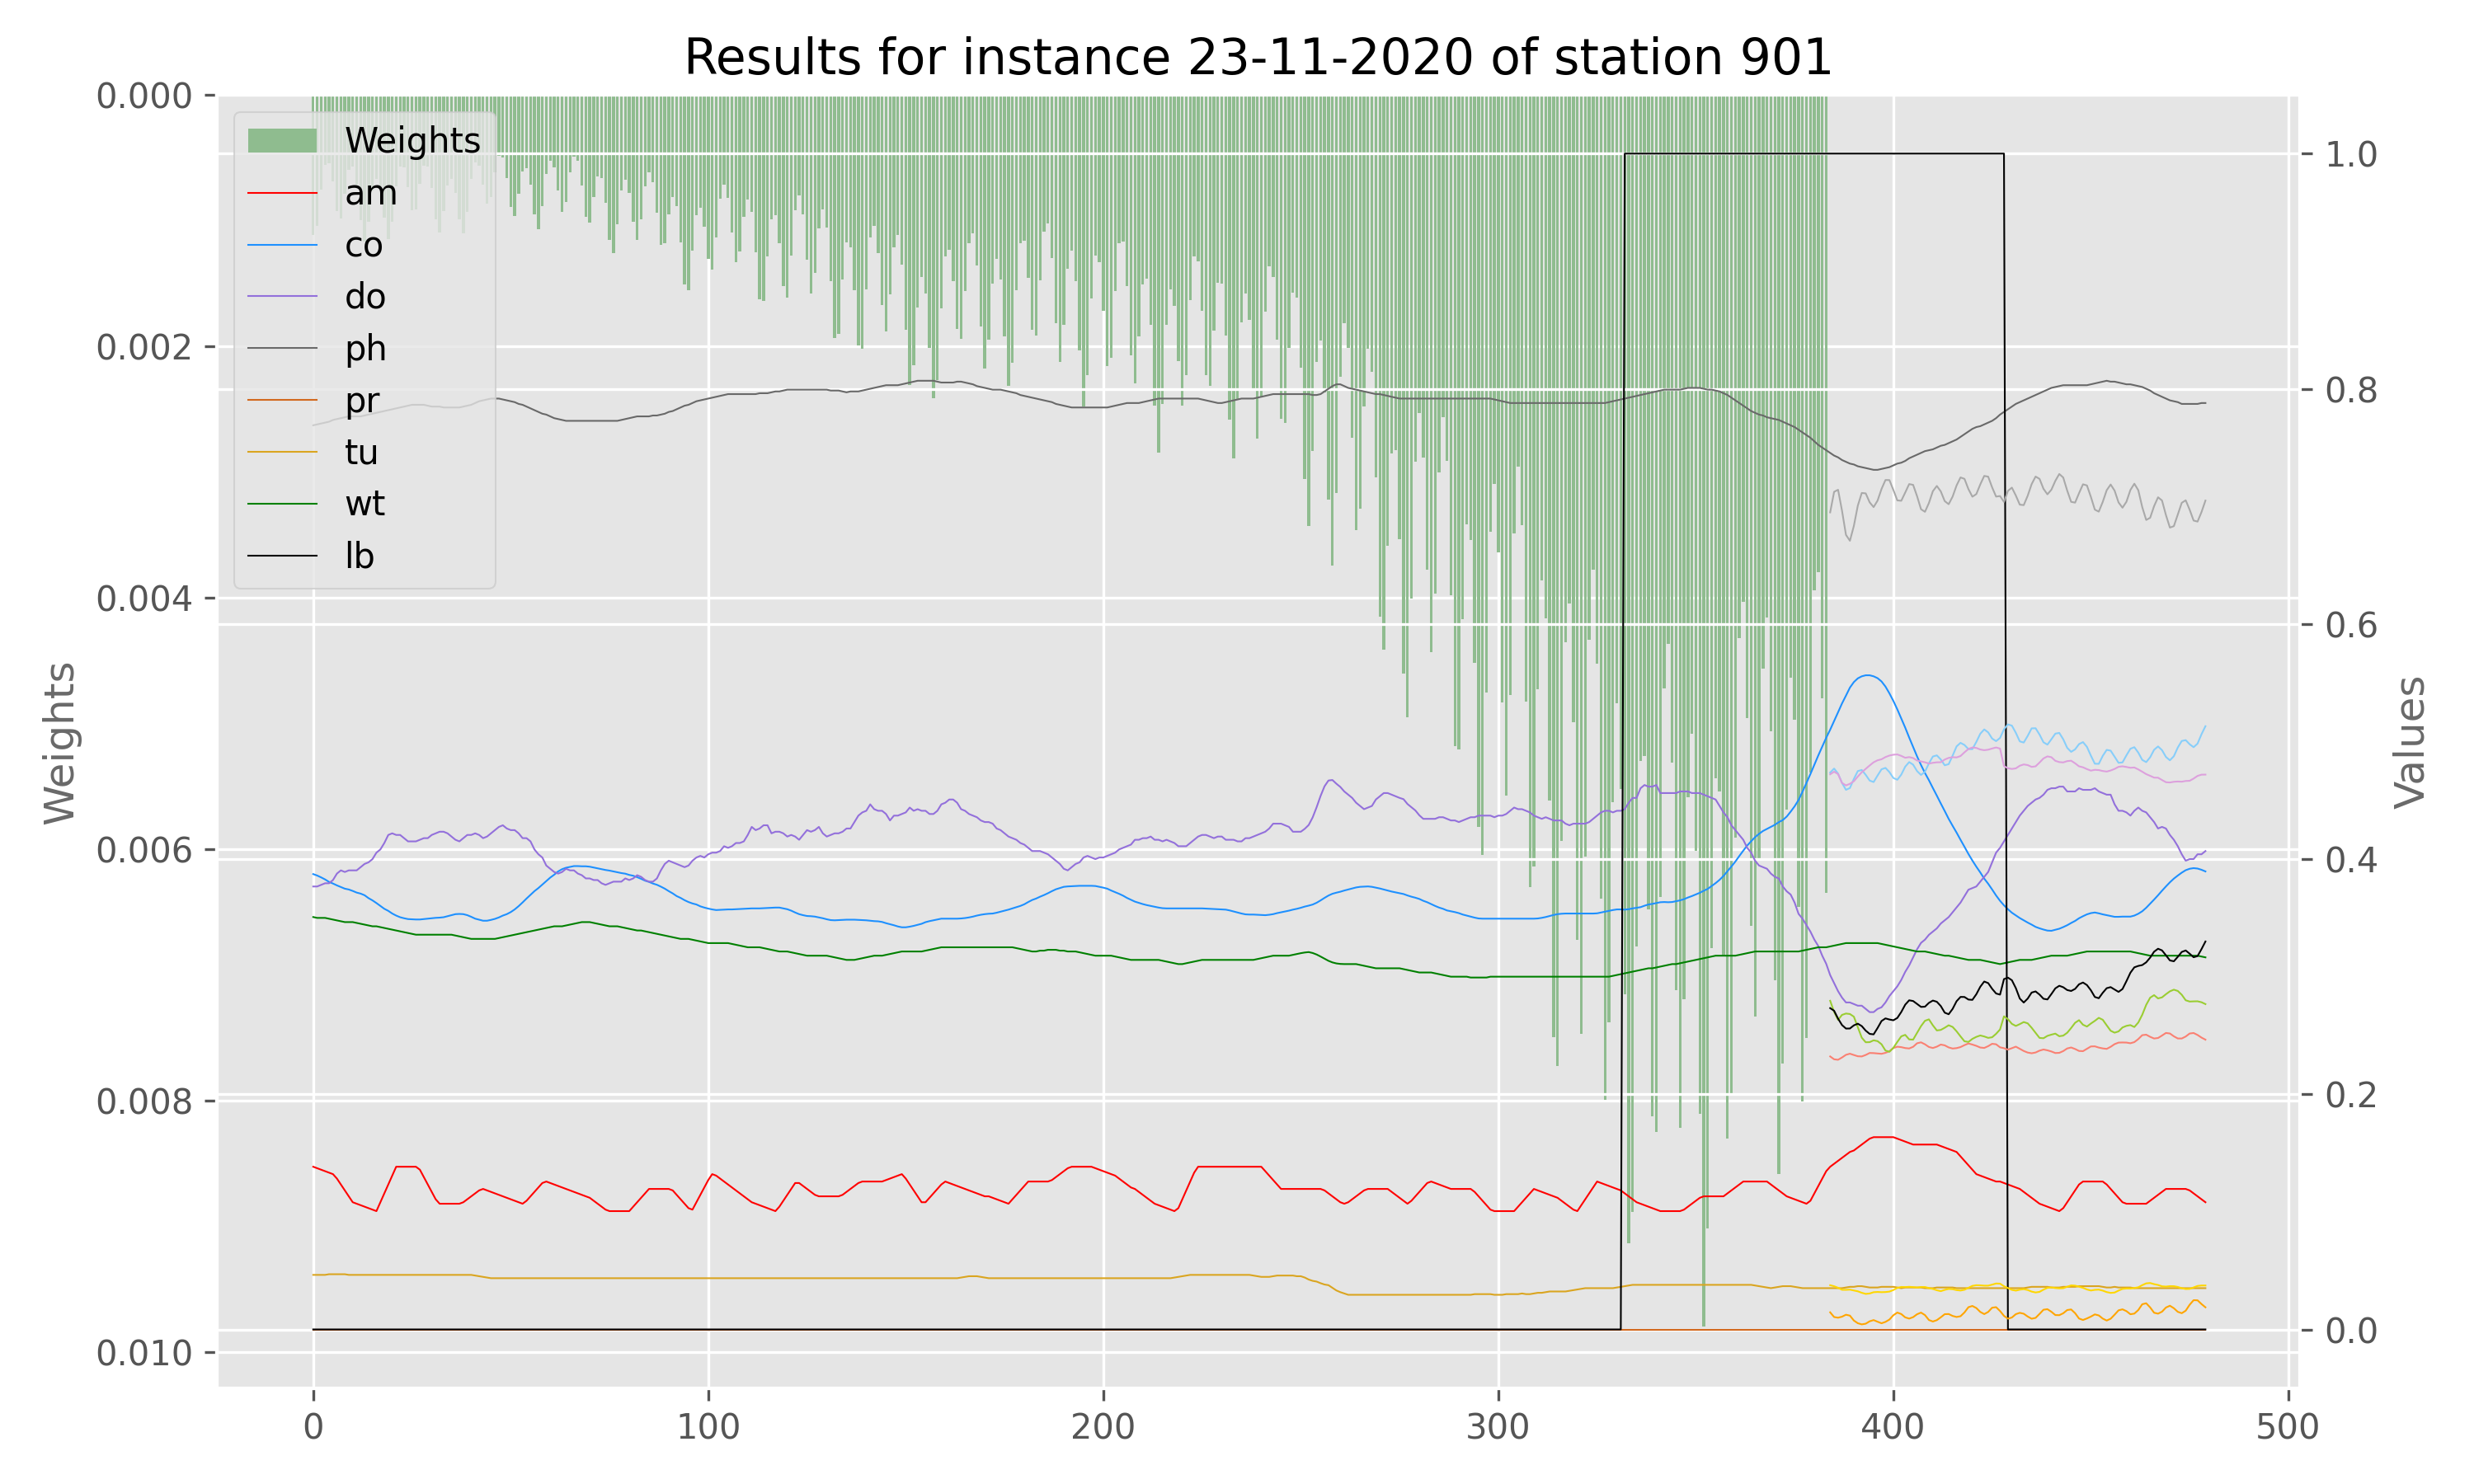 Results for instance 23-11-2020 of station 901
0.000
0.002
0.004
0.006
0.008
0.010
Weights
Weights
am
co
do
ph
pr
tu
wt
lb
1.0
0.8
0.6
0.4
0.2
0.0
Values
0 100 200 300 400 500